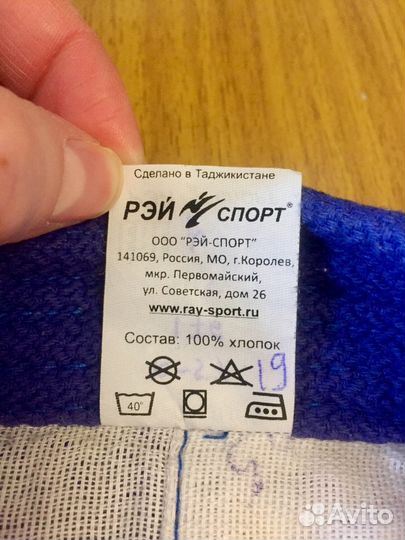 Сделано в Таджикистане
РЭЙ СПОРТ®
ООО "РЭЙ-СПОРТ"
141069, Россия, МО, г.Королев,
мкр. Первомайский,
ул. Советская, дом 26
www.ray-sport.ru
Состав: 100% хлопок
40°
Avito